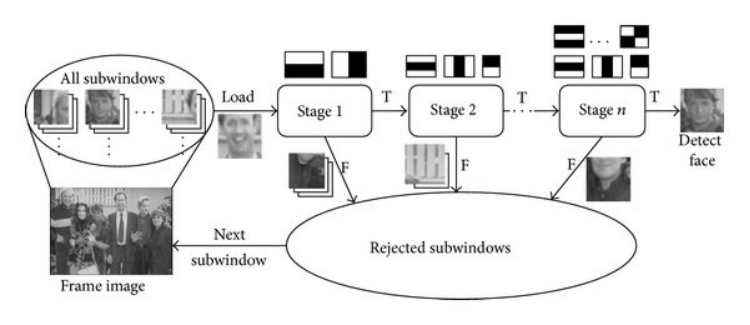 All subwindows
Load
Stage 1
T
Stage 2
T
Stage n
T
Detect
face
F
F
F
Rejected subwindows
Next
subwindow
Frame image